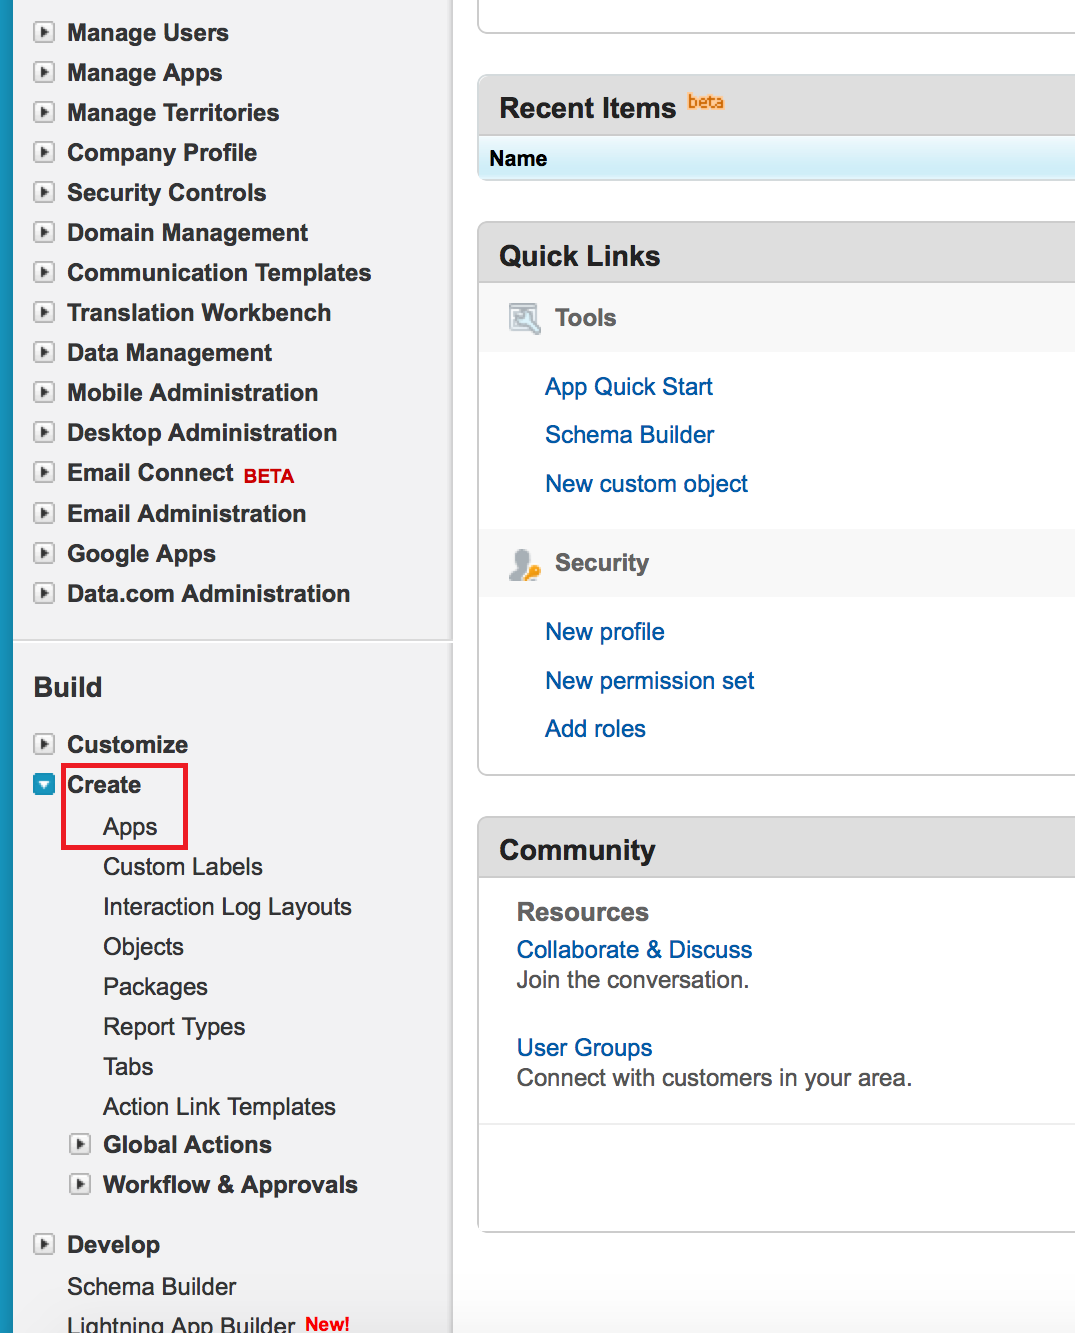 Manage Users
Manage Apps
Manage Territories
Company Profile
Security Controls
Domain Management
Communication Templates
Translation Workbench
Data Management
Mobile Administration
Desktop Administration
Email Connect BETA
Email Administration
Google Apps
Data.com Administration
Build
Customize
Create
Apps
Custom Labels
Interaction Log Layouts
Objects
Packages
Report Types
Tabs
Action Link Templates
Global Actions
Workflow & Approvals
Develop
Schema Builder
Lightning App Builder New!
Recent Items beta
Name
Quick Links
Tools
App Quick Start
Schema Builder
New custom object
Security
New profile
New permission set
Add roles
Community
Resources
Collaborate & Discuss
Join the conversation.
User Groups
Connect with customers in your area.